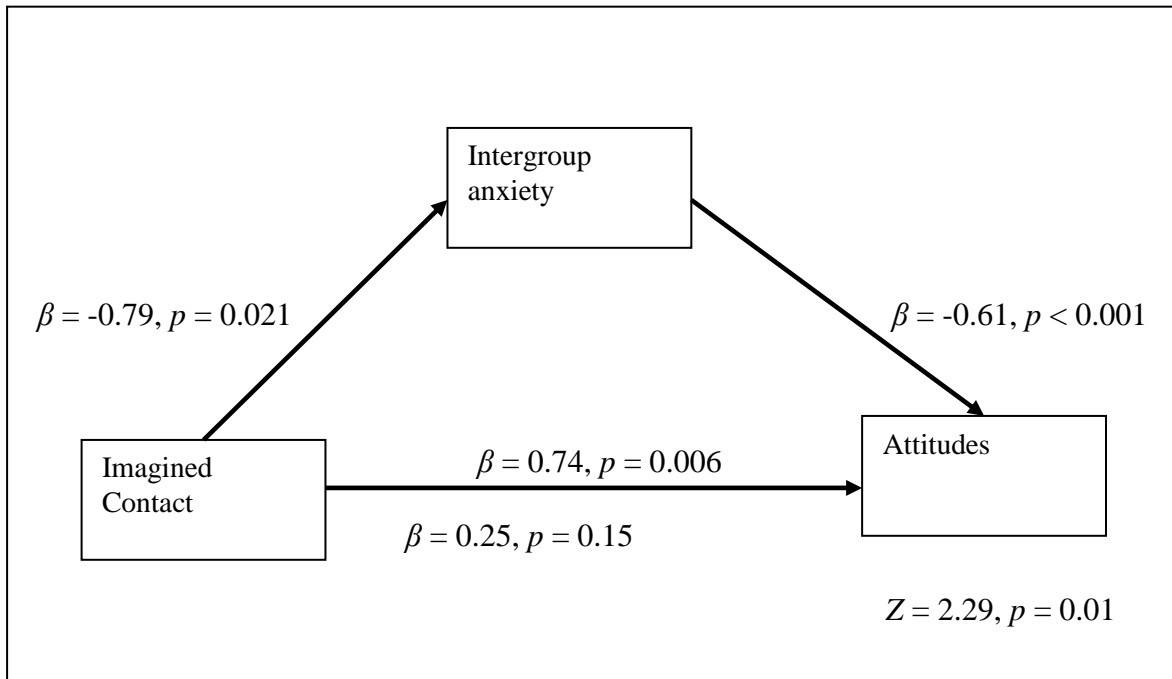 Intergroup
anxiety
β = -0.79, p = 0.021
β = -0.61, p < 0.001
Imagined
Contact
β = 0.74, p = 0.006
Attitudes
β = 0.25, p = 0.15
Z = 2.29, p = 0.01